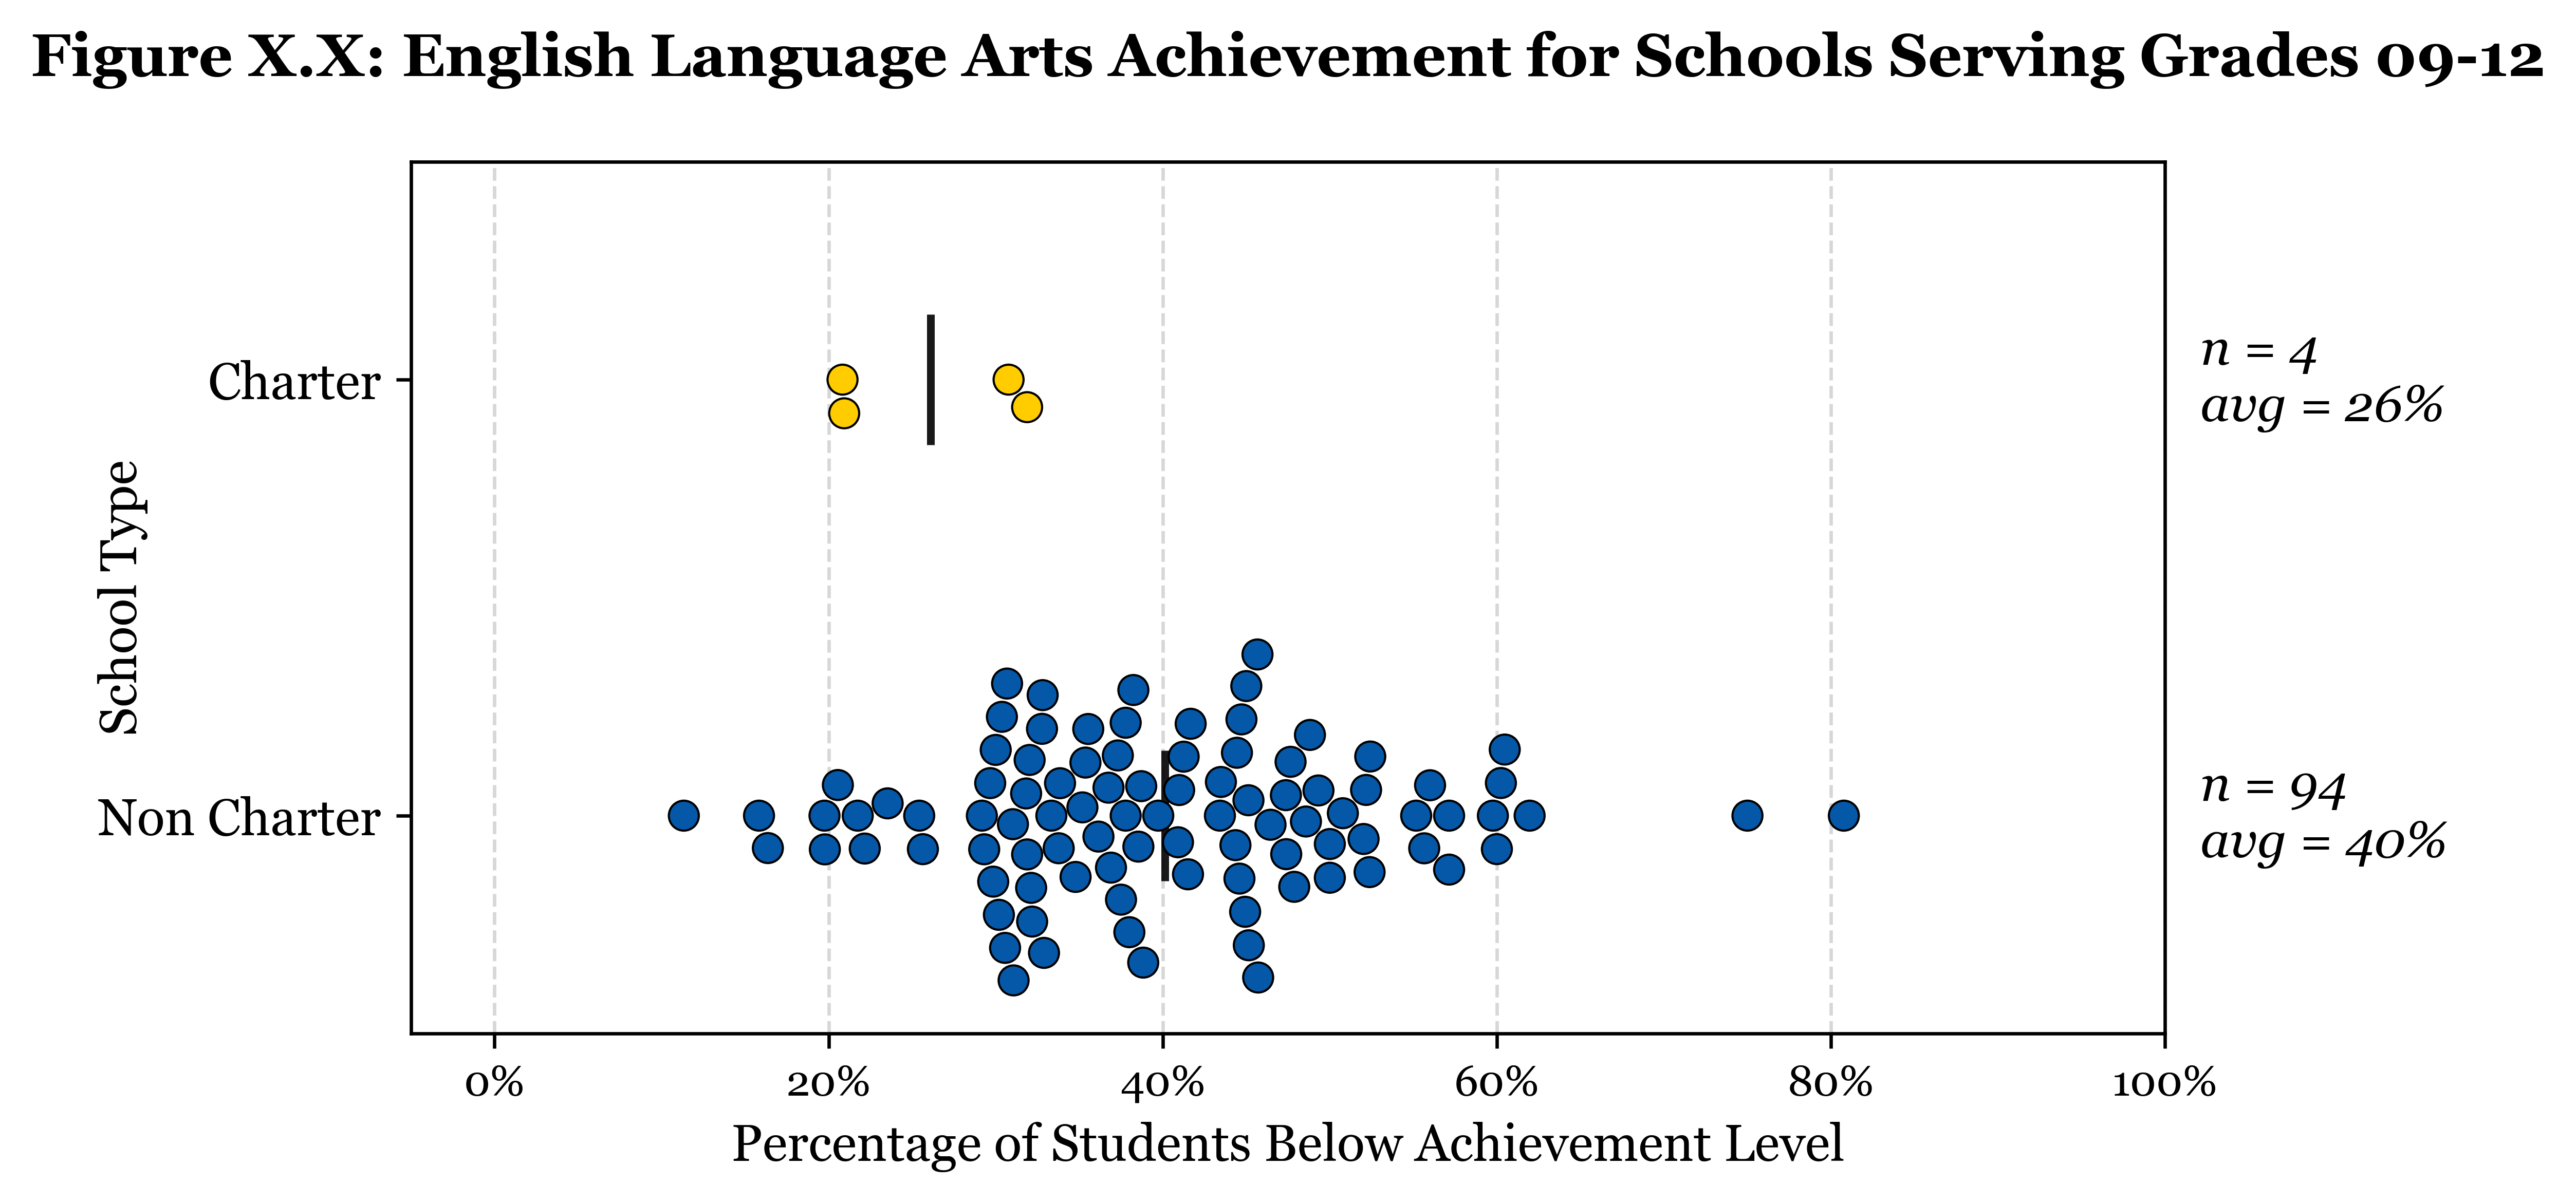 Figure X.X: English Language Arts Achievement for Schools Serving Grades 09-12
School Type
Charter
Non Charter
n = 4
avg = 26%
n = 94
avg = 40%
0%
20%
40%
60%
80%
100%
Percentage of Students Below Achievement Level